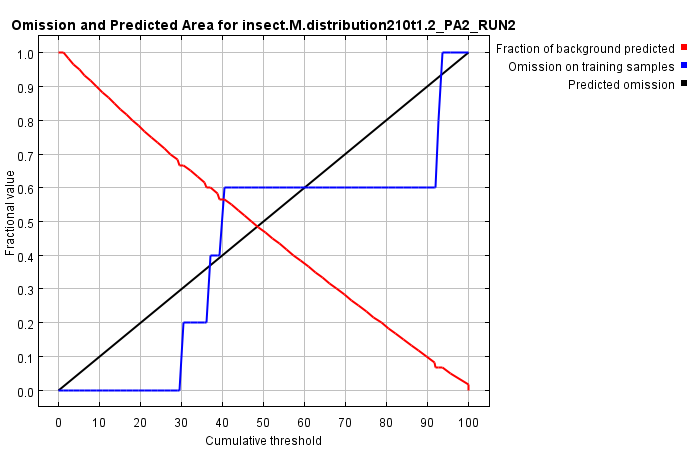 Omission and Predicted Area for insect.M.distribution210t1.2_PA2_RUN2
Fraction of background predicted
Omission on training samples
Predicted omission
1.0
0.9
0.8
0.7
0.6
0.5
0.4
0.3
0.2
0.1
0.0
Fractional value
0 10 20 30 40 50 60 70 80 90 100
Cumulative threshold